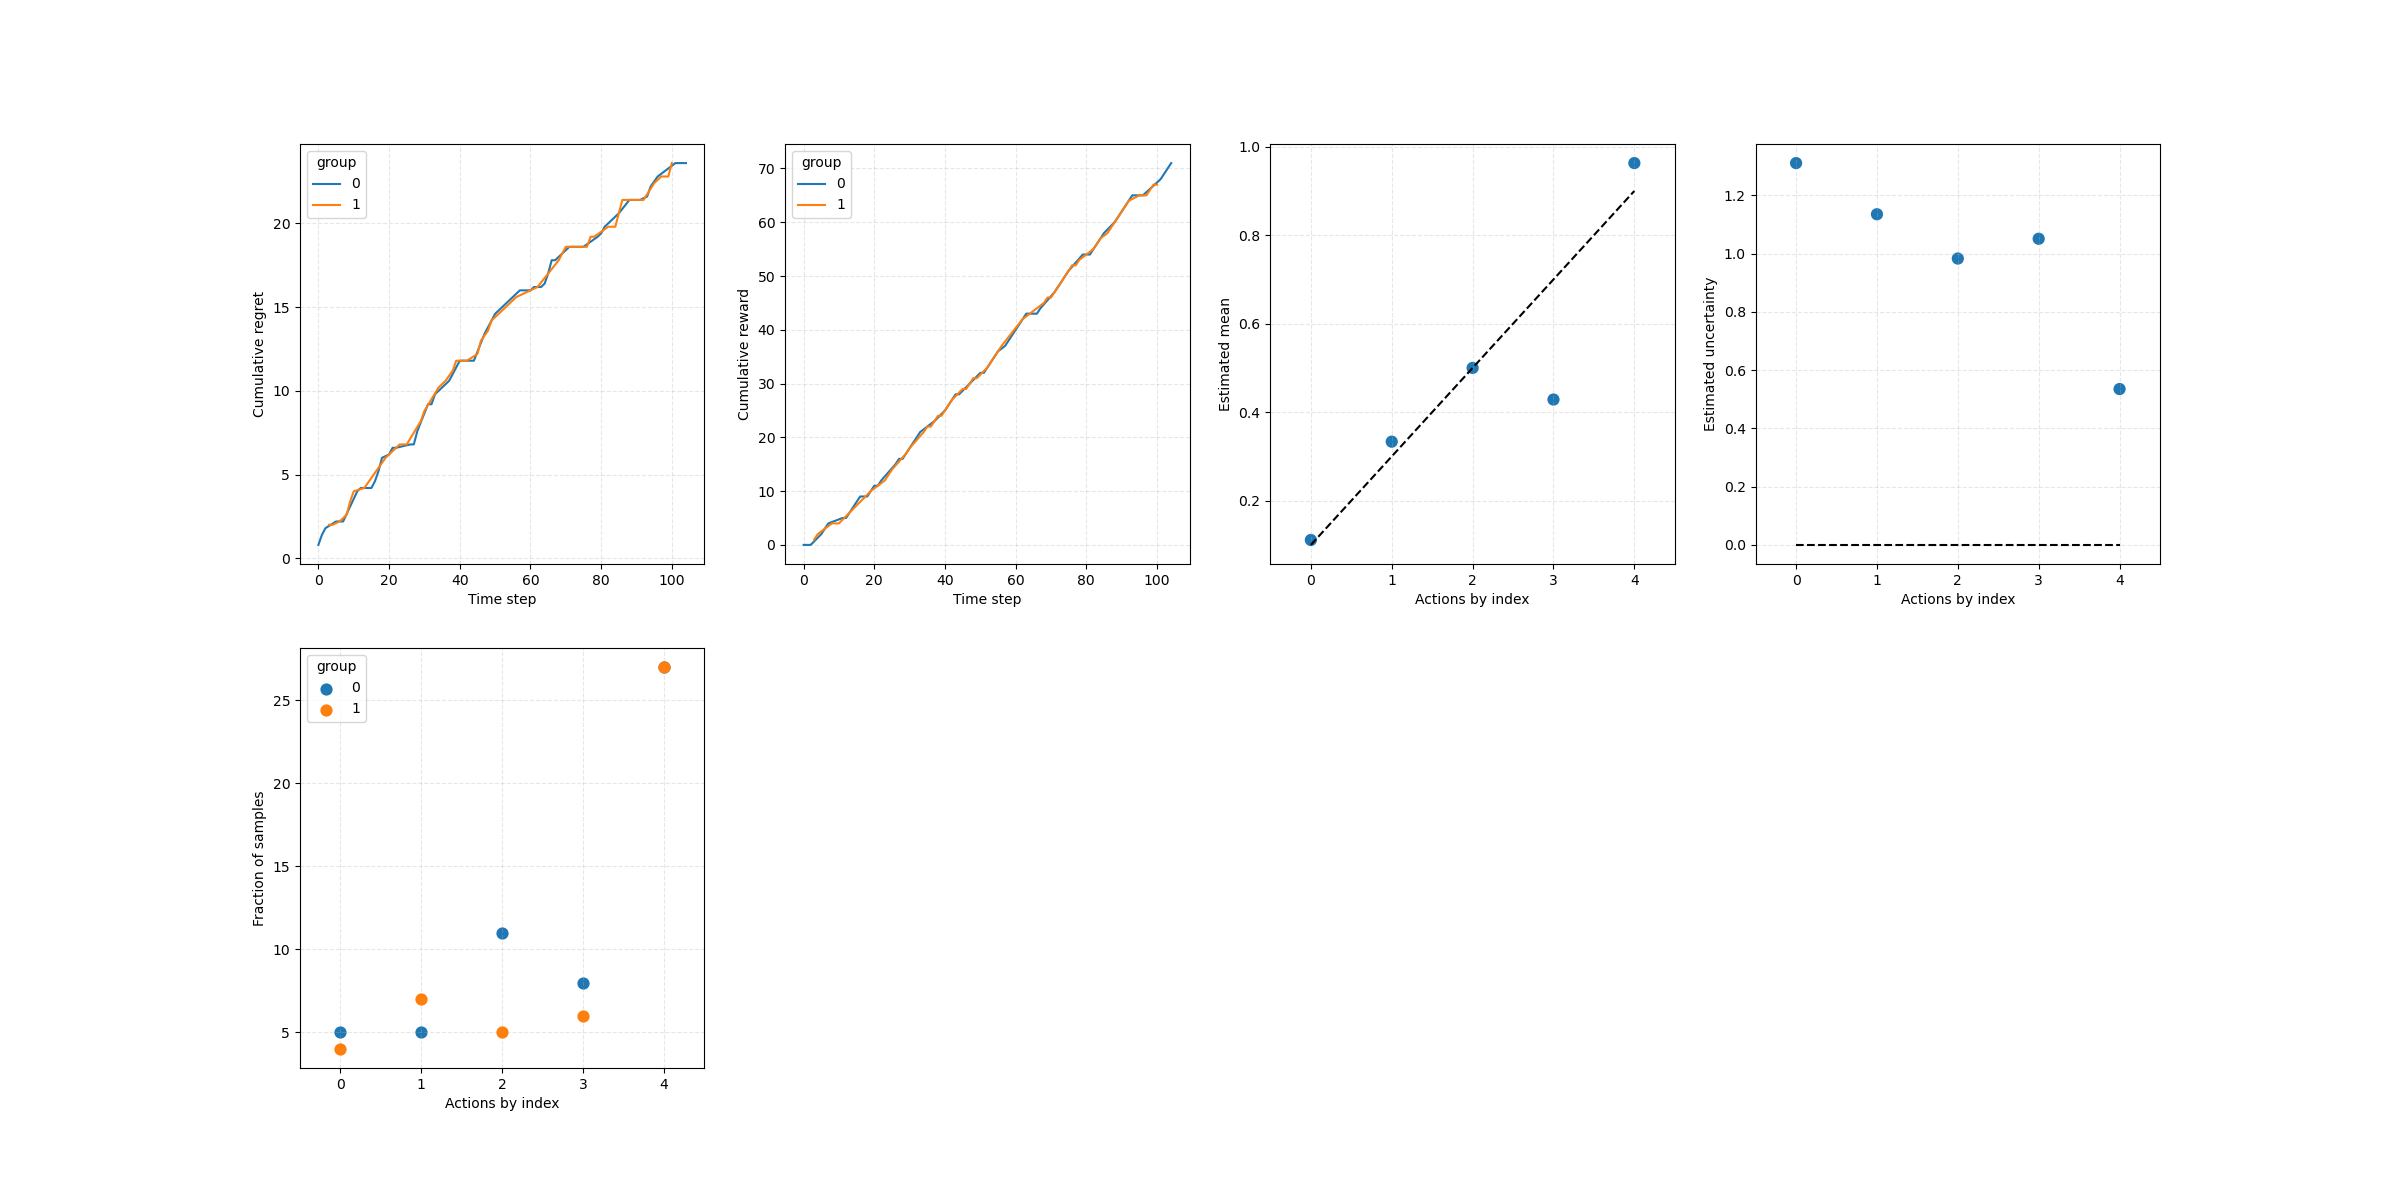 group
0
1
20
15
10
5
0
Cumulative regret
0 20 40 60 80 100
Time step
group
0
1
70
60
50
40
30
20
10
0
Cumulative reward
0 20 40 60 80 100
Time step
1.0
0.8
0.6
0.4
0.2
Estimated mean
0 1 2 3 4
Actions by index
1.2
1.0
0.8
0.6
0.4
0.2
0.0
Estimated uncertainty
0 1 2 3 4
Actions by index
group
0
1
25
20
15
10
5
Fraction of samples
0 1 2 3 4
Actions by index